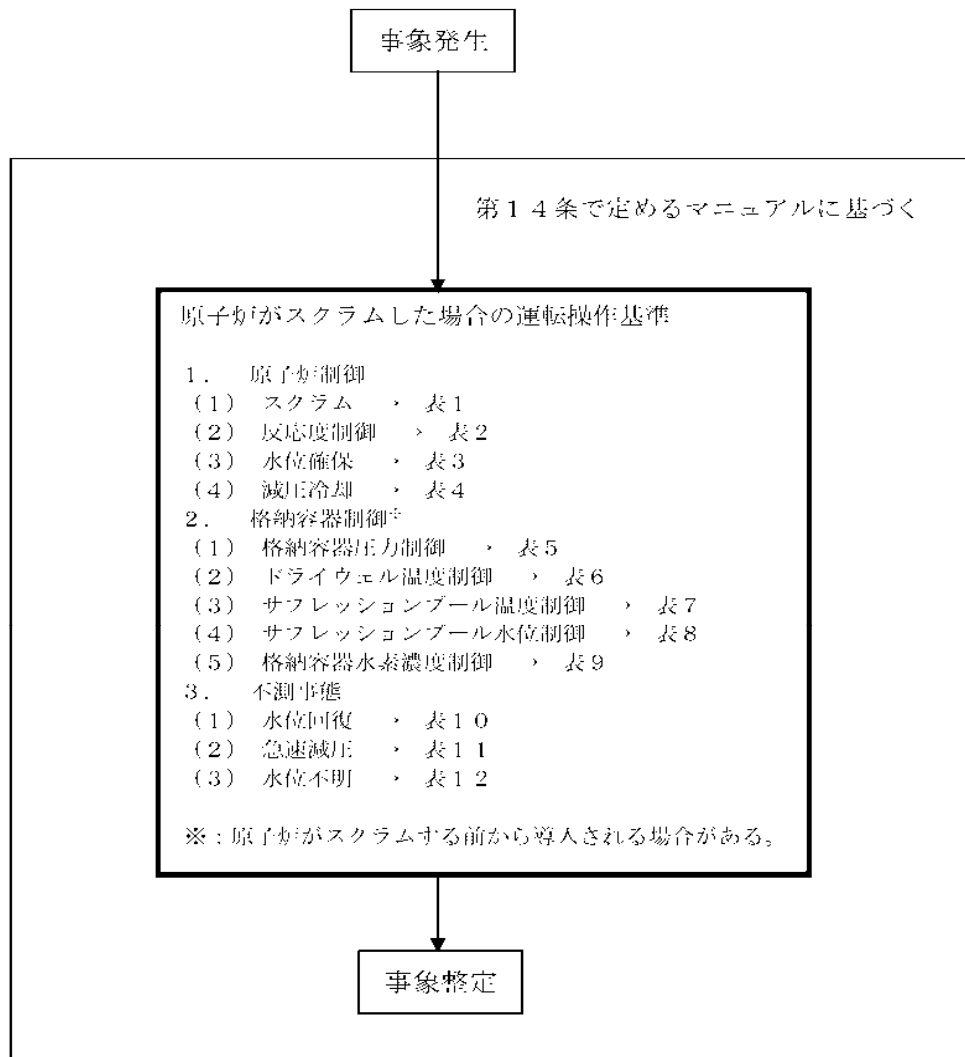 事象発生
第１４条で定めるマニュアルに基づく
原子炉がスクラムした場合の運転操作基準
１． 原子炉制御
（１） スクラム → 表１
（２） 反応度制御 → 表２
（３） 水位確保 → 表３
（４） 減圧冷却 → 表４
２． 格納容器制御※
（１） 格納容器圧力制御 → 表５
（２） ドライウェル温度制御 → 表６
（３） サプレッションプール温度制御 → 表７
（４） サプレッションプール水位制御 → 表８
（５） 格納容器水素濃度制御 → 表９
３． 不測事態
（１） 水位回復 → 表１０
（２） 急速減圧 → 表１１
（３） 水位不明 → 表１２
※：原子炉がスクラムする前から導入される場合がある。
事象整定